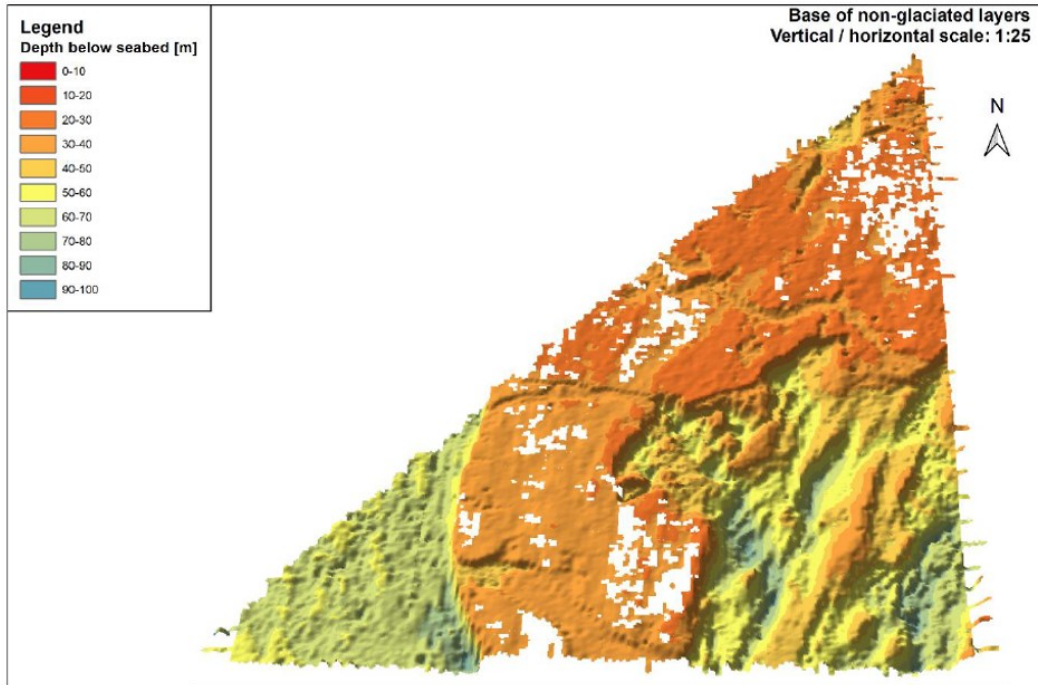 Legend
Depth below seabed [m]
0-10
10-20
20-30
30-40
40-50
50-60
60-70
70-80
80-90
90-100
Base of non-glaciated layers
Vertical / horizontal scale: 1:25
N